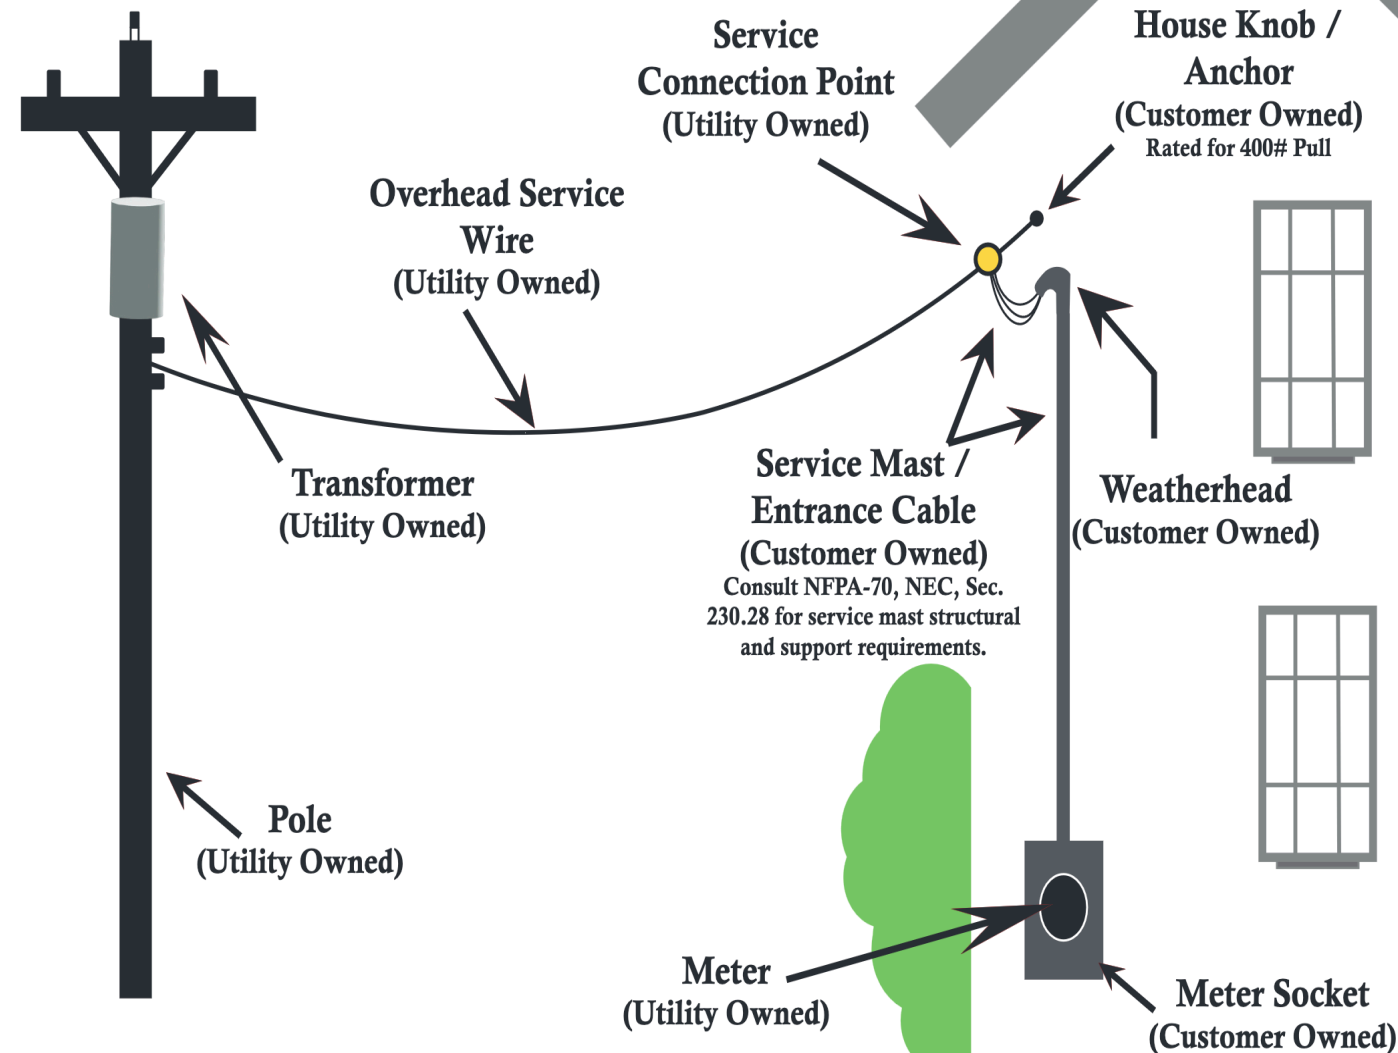 Service
Connection Point
(Utility Owned)
House Knob /
Anchor
(Customer Owned)
Rated for 400# Pull
Overhead Service
Wire
(Utility Owned)
Transformer
(Utility Owned)
Service Mast /
Entrance Cable
(Customer Owned)
Consult NFPA-70, NEC, Sec.
230.28 for service mast structural
and support requirements.
Weatherhead
(Customer Owned)
Pole
(Utility Owned)
Meter
(Utility Owned)
Meter Socket
(Customer Owned)